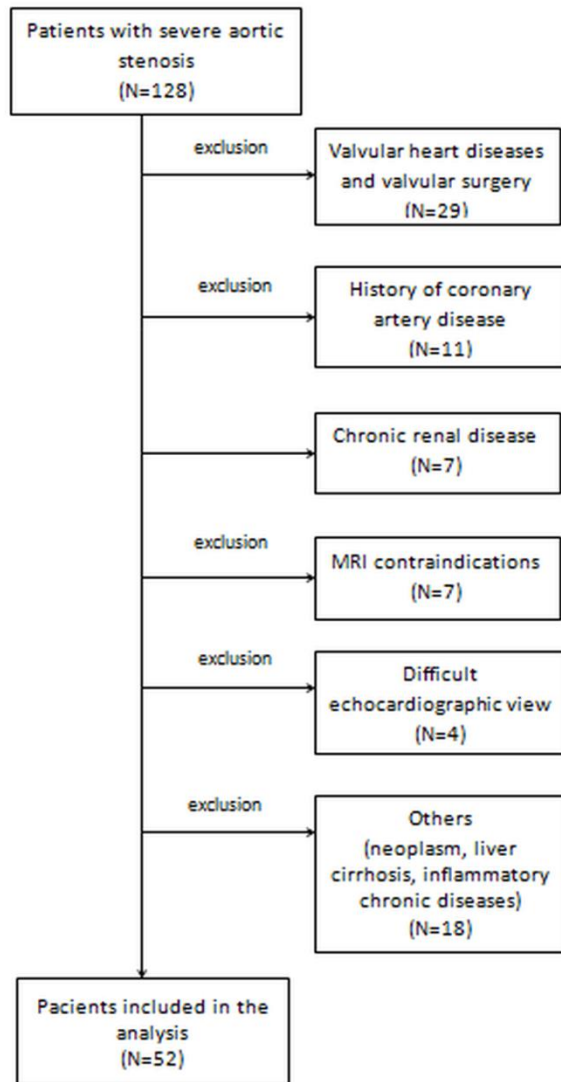 Patients with severe aortic
stenosis
(N=128)
exclusion
Valvular heart diseases
and valvular surgery
(N=29)
exclusion
History of coronary
artery disease
(N=11)
Chronic renal disease
(N=7)
exclusion
MRI contraindications
(N=7)
exclusion
Difficult
echocardiographic view
(N=4)
exclusion
Others
(neoplasm, liver
cirrhosis, inflammatory
chronic diseases)
(N=18)
Pacients included in the
analysis
(N=52)